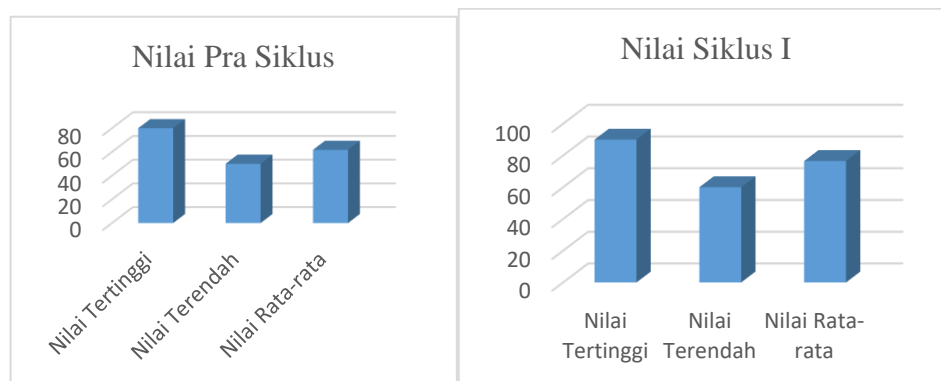 Nilai Pra Siklus
80
60
40
20
0
Nilai Tertinggi
Nilai Terendah
Nilai Rata-rata
Nilai Siklus I
100
80
60
40
20
0
Nilai
Tertinggi
Nilai
Terendah
Nilai Rata-
rata